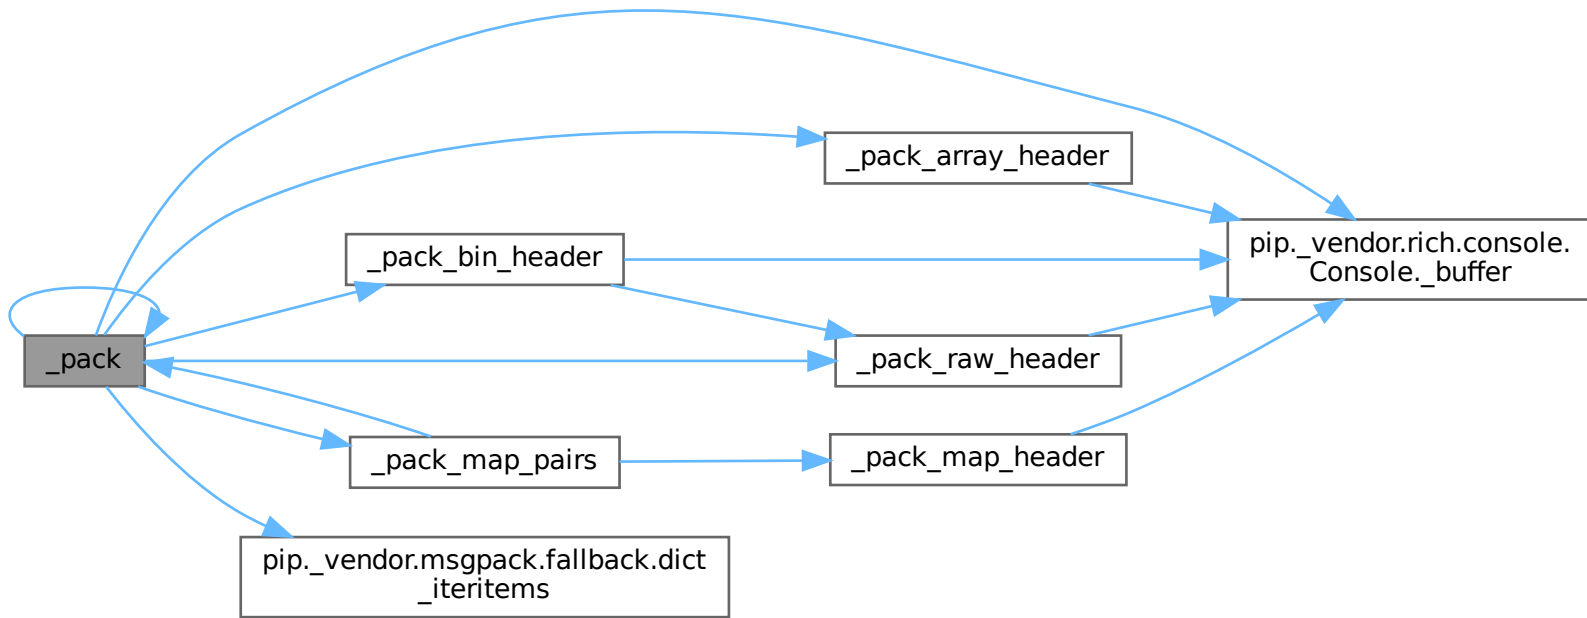 _pack_array_header
pip._vendor.rich.console.
Console._buffer
_pack_bin_header
_pack
_pack_raw_header
_pack_map_pairs
_pack_map_header
pip._vendor.msgpack.fallback.dict
_iteritems